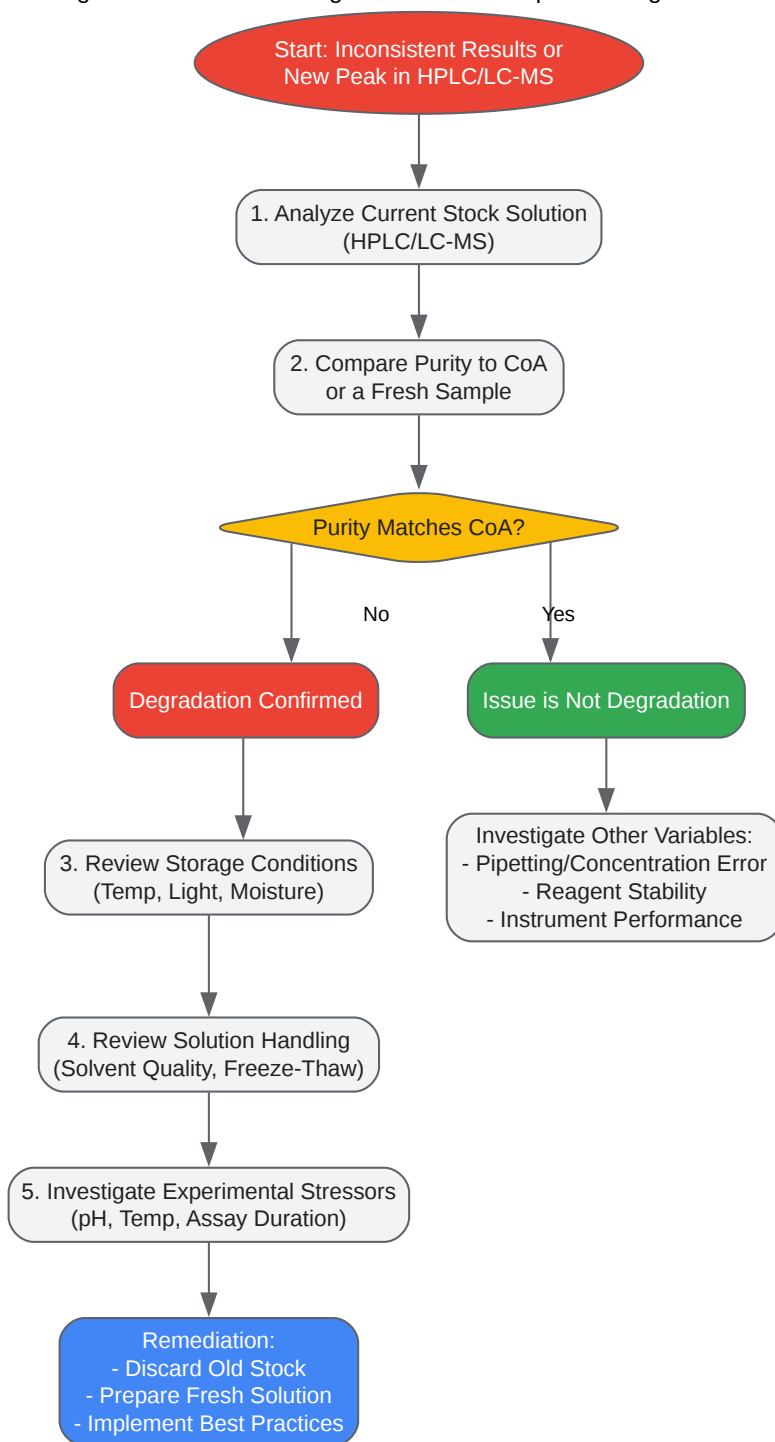 Start: Inconsistent Results or
New Peak in HPLC/LC-MS
1. Analyze Current Stock Solution
(HPLC/LC-MS)
2. Compare Purity to CoA
or a Fresh Sample
Purity Matches CoA?
No
Yes
Degradation Confirmed
Issue is Not Degradation
3. Review Storage Conditions
(Temp, Light, Moisture)
Investigate Other Variables:
- Pipetting/Concentration Error
- Reagent Stability
- Instrument Performance
4. Review Solution Handling
(Solvent Quality, Freeze-Thaw)
5. Investigate Experimental Stressors
(pH, Temp, Assay Duration)
Remediation:
- Discard Old Stock
- Prepare Fresh Solution
- Implement Best Practices